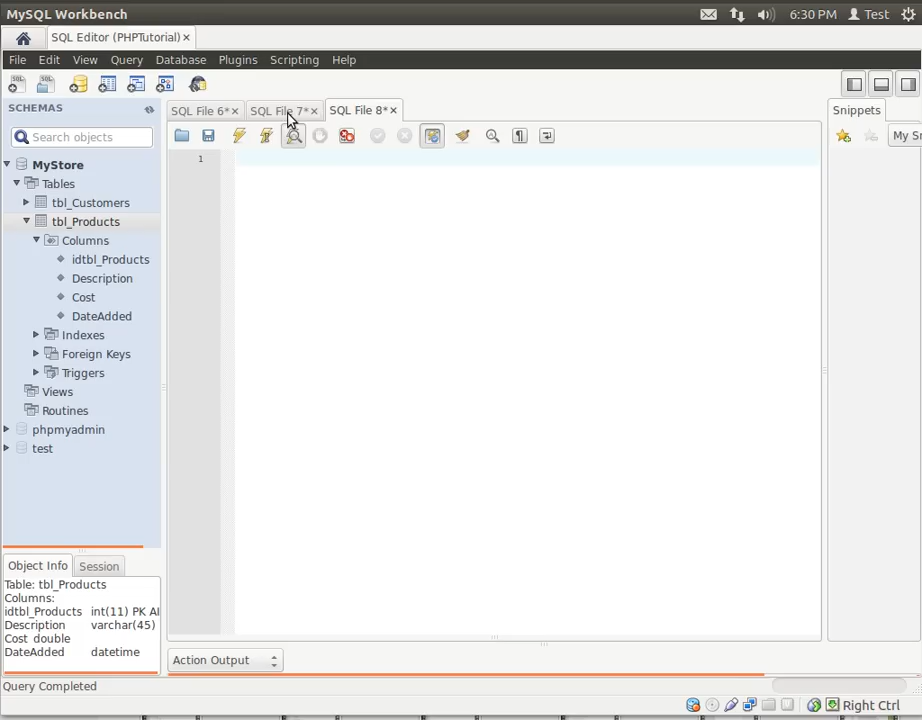 MySQL Workbench
6:30 PM
Test
SQL Editor (PHPTutorial)
File Edit View Query Database Plugins Scripting Help
SCHEMAS
SQL File 6*
SQL File 7*
SQL File 8*
Snippets
Search objects
My Sn
1
MyStore
Tables
tbl_Customers
tbl_Products
Columns
idtbl_Products
Description
Cost
DateAdded
Indexes
Foreign Keys
Triggers
Views
Routines
phpmyadmin
test
Object Info
Session
Table: tbl_Products
Columns:
idtbl_Products int(11) PK AI
Description varchar(45)
Cost double
DateAdded datetime
Action Output
Query Completed
Right Ctrl